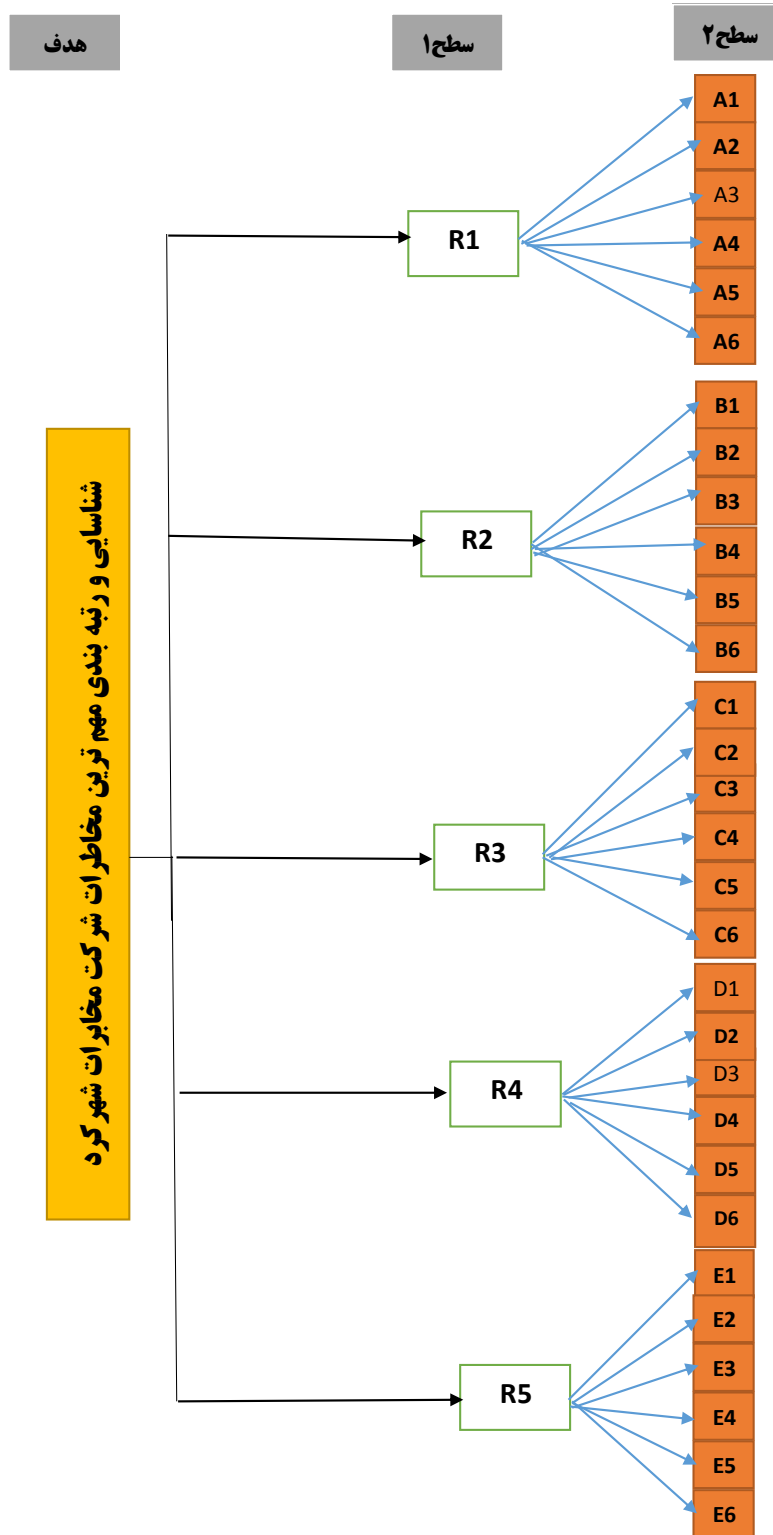 هدف
سطح۱
سطح۲
شناسایی و رتبه بندی مهم ترین مخاطرات شرکت مخابرات شهر کرد
R1
A1
A2
A3
A4
A5
A6
R2
B1
B2
B3
B4
B5
B6
R3
C1
C2
C3
C4
C5
C6
R4
D1
D2
D3
D4
D5
D6
R5
E1
E2
E3
E4
E5
E6